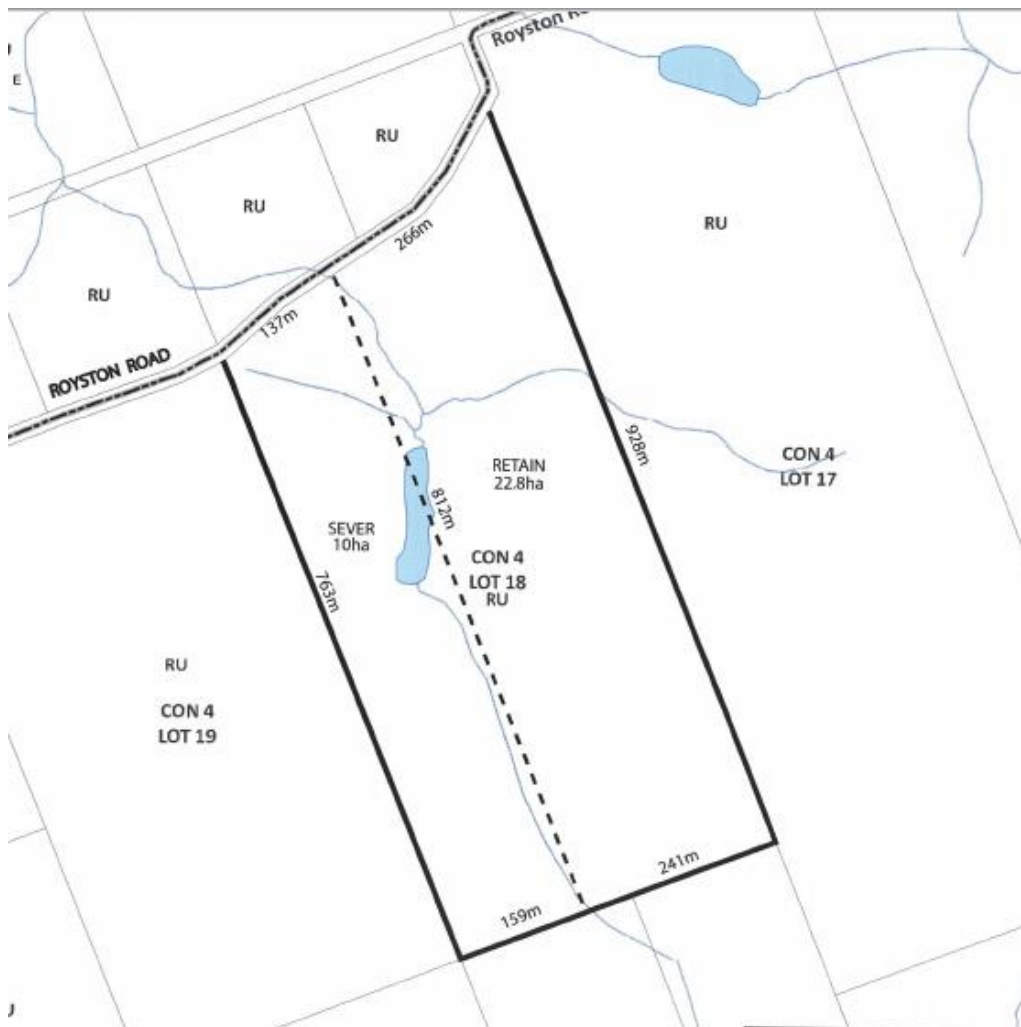 Royston
E
RU
RU
266m
RU
RU
137m
ROYSTON ROAD
928m
CON 4
LOT 17
RETAIN
22.8ha
812m
SEVER
10ha
CON 4
LOT 18
RU
763m
RU
CON 4
LOT 19
241m
159m